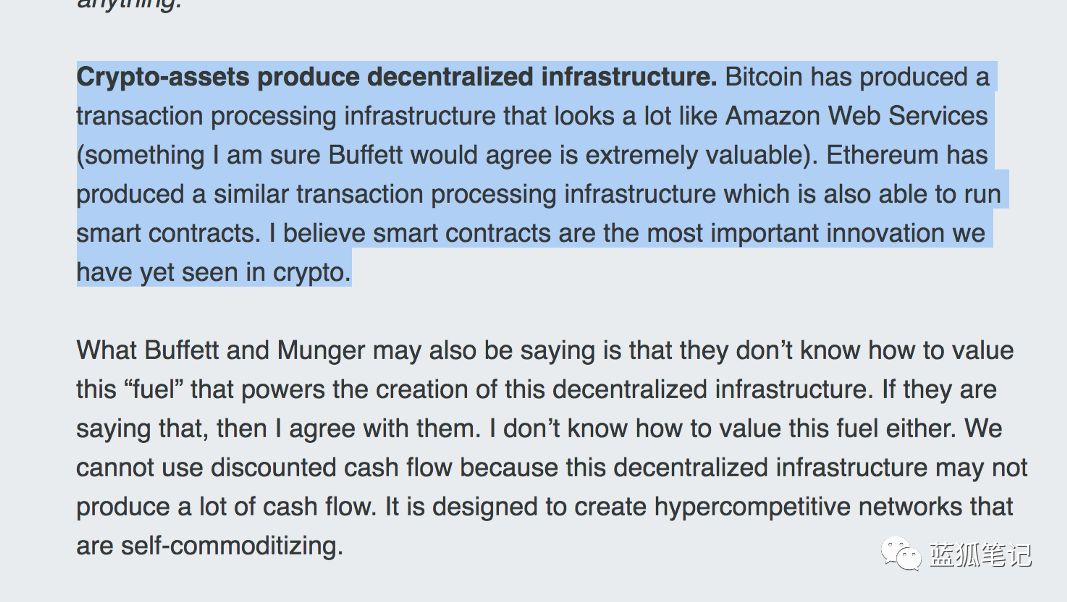 anything.
Crypto-assets produce decentralized infrastructure. Bitcoin has produced a
transaction processing infrastructure that looks a lot like Amazon Web Services
(something I am sure Buffett would agree is extremely valuable). Ethereum has
produced a similar transaction processing infrastructure which is also able to run
smart contracts. I believe smart contracts are the most important innovation we
have yet seen in crypto.
What Buffett and Munger may also be saying is that they don’t know how to value
this “fuel” that powers the creation of this decentralized infrastructure. If they are
saying that, then I agree with them. I don’t know how to value this fuel either. We
cannot use discounted cash flow because this decentralized infrastructure may not
produce a lot of cash flow. It is designed to create hypercompetitive networks that
are self-commoditizing.
蓝狐笔记